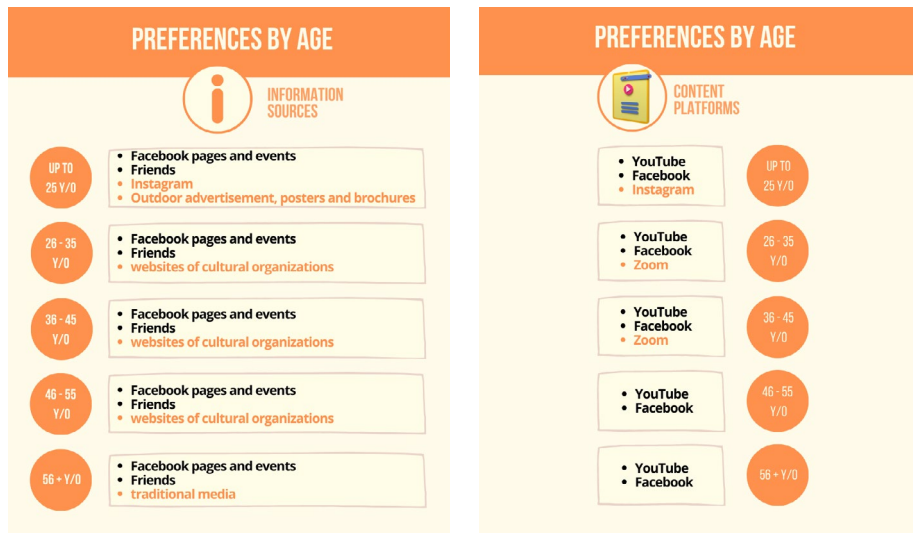 PREFERENCES BY AGE
INFORMATION
SOURCES
UP TO
25 Y/O
• Facebook pages and events
• Friends
• Instagram
• Outdoor advertisement, posters and brochures
26 - 35
Y/O
• Facebook pages and events
• Friends
• websites of cultural organizations
36 - 45
Y/O
• Facebook pages and events
• Friends
• websites of cultural organizations
46 - 55
Y/O
• Facebook pages and events
• Friends
• websites of cultural organizations
56 + Y/O
• Facebook pages and events
• Friends
• traditional media
PREFERENCES BY AGE
CONTENT
PLATFORMS
• YouTube
• Facebook
• Instagram
UP TO
25 Y/O
• YouTube
• Facebook
• Zoom
26 - 35
Y/O
• YouTube
• Facebook
• Zoom
36 - 45
Y/O
• YouTube
• Facebook
46 - 55
Y/O
• YouTube
• Facebook
56 + Y/O